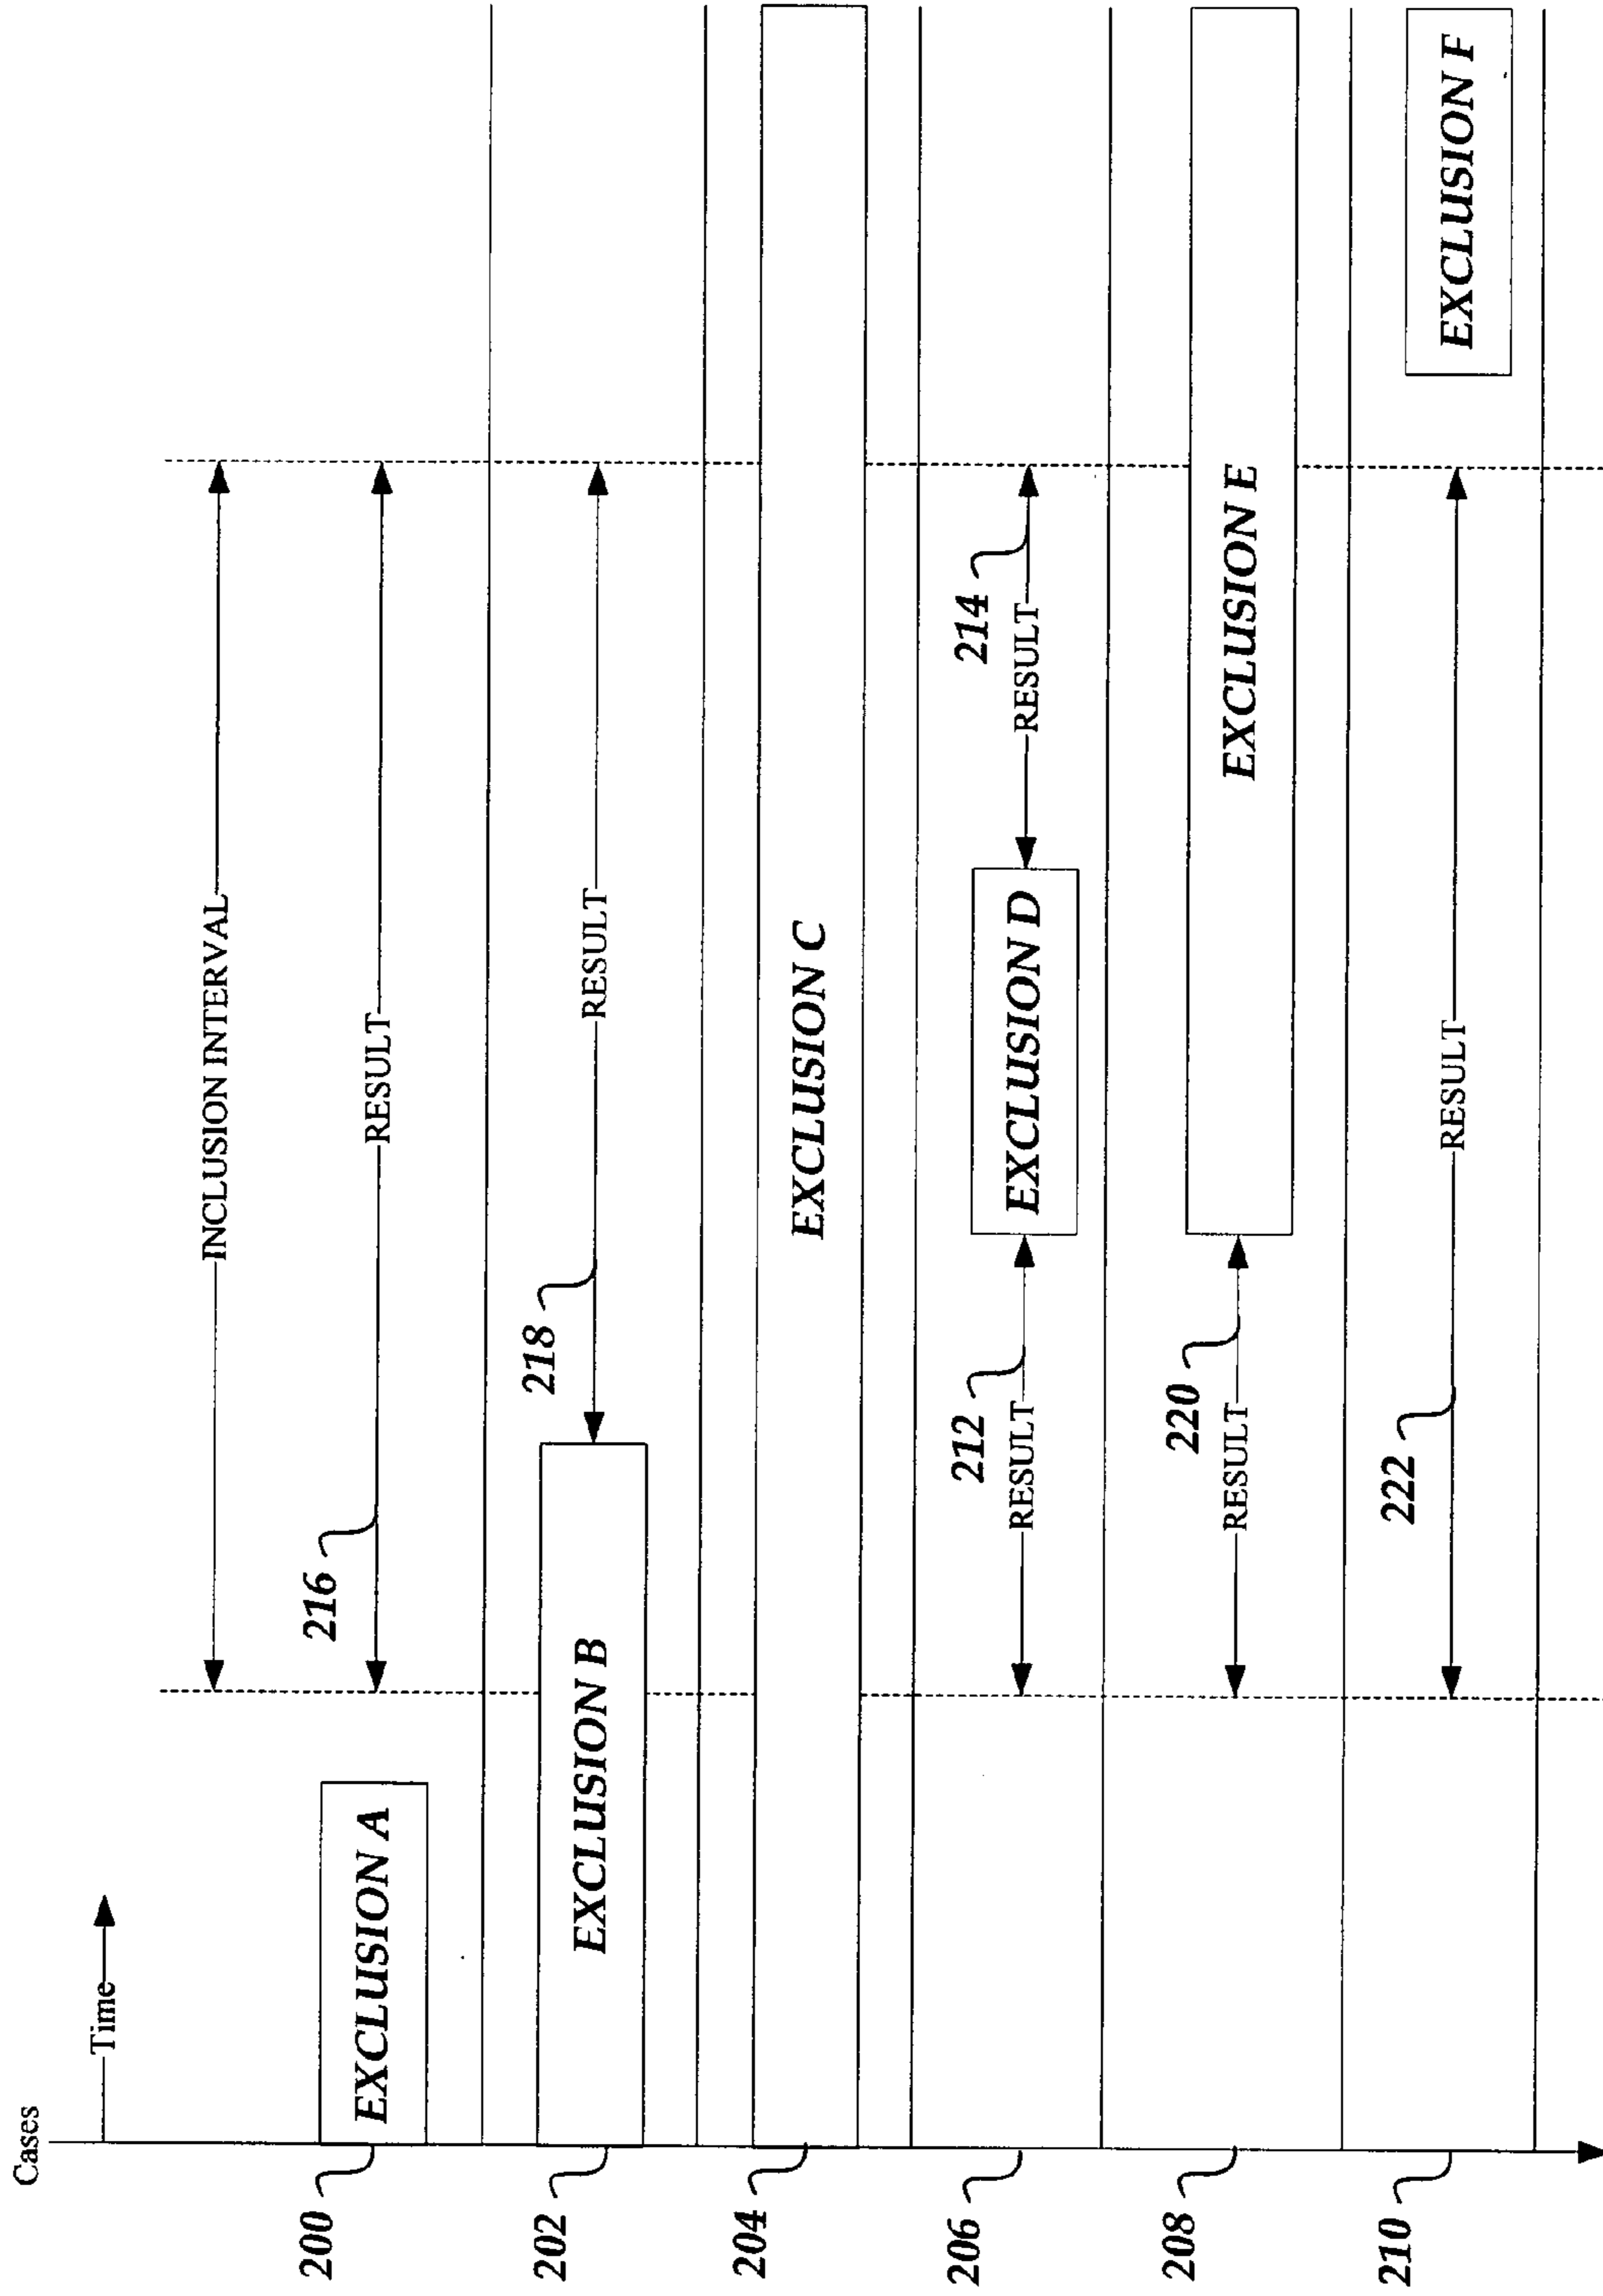 Cases
Time
INCLUSION INTERVAL
200
EXCLUSION A
216
RESULT
202
EXCLUSION B
218
RESULT
204
EXCLUSION C
206
212
RESULT
EXCLUSION D
214
RESULT
208
220
RESULT
EXCLUSION E
210
222
RESULT
EXCLUSION F